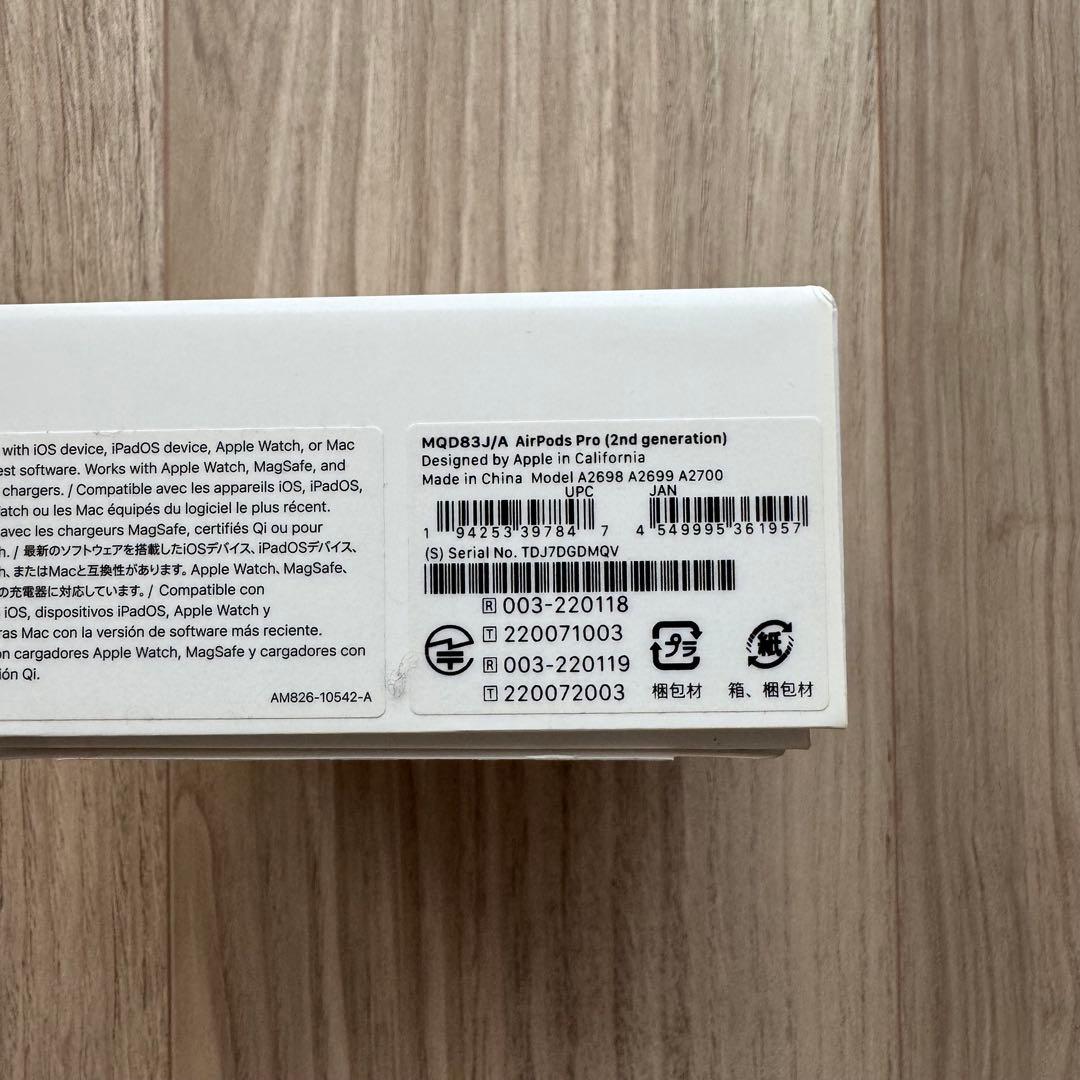 with iOS device, iPadOS device, Apple Watch, or Mac
est software. Works with Apple Watch, MagSafe, and
chargers. / Compatible avec les appareils iOS, iPadOS,
atch ou les Mac équipés du logiciel le plus récent.
avec les chargeurs MagSafe, certifiés Qi ou pour
h. / 最新のソフトウェアを搭載したiOSデバイス、iPadOSデバイス、
h、またはMacと互換性があります。Apple Watch、MagSafe、
の充電器に対応しています。/ Compatible con
iOS, dispositivos iPadOS, Apple Watch y
ras Mac con la versión de software más reciente.
on cargadores Apple Watch, MagSafe y cargadores con
ión Qi.
AM826-10542-A
MQD83J/A AirPods Pro (2nd generation)
Designed by Apple in California
Made in China Model A2698 A2699 A2700
UPC JAN
1 94253 39784 7 4 549995 361957
(S) Serial No. TDJ7DGDMQV
R 003-220118
T 220071003
R 003-220119
T 220072003
プラ
梱包材
紙
箱、梱包材